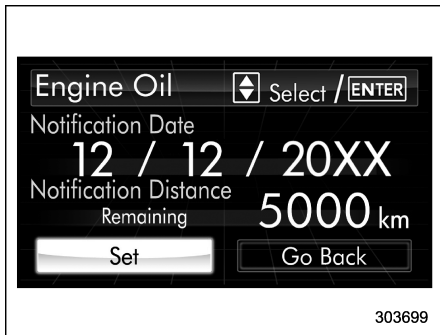 Engine Oil Select / ENTER
Notification Date
12 / 12 / 20XX
Notification Distance
Remaining 5000 km
Set Go Back
303699